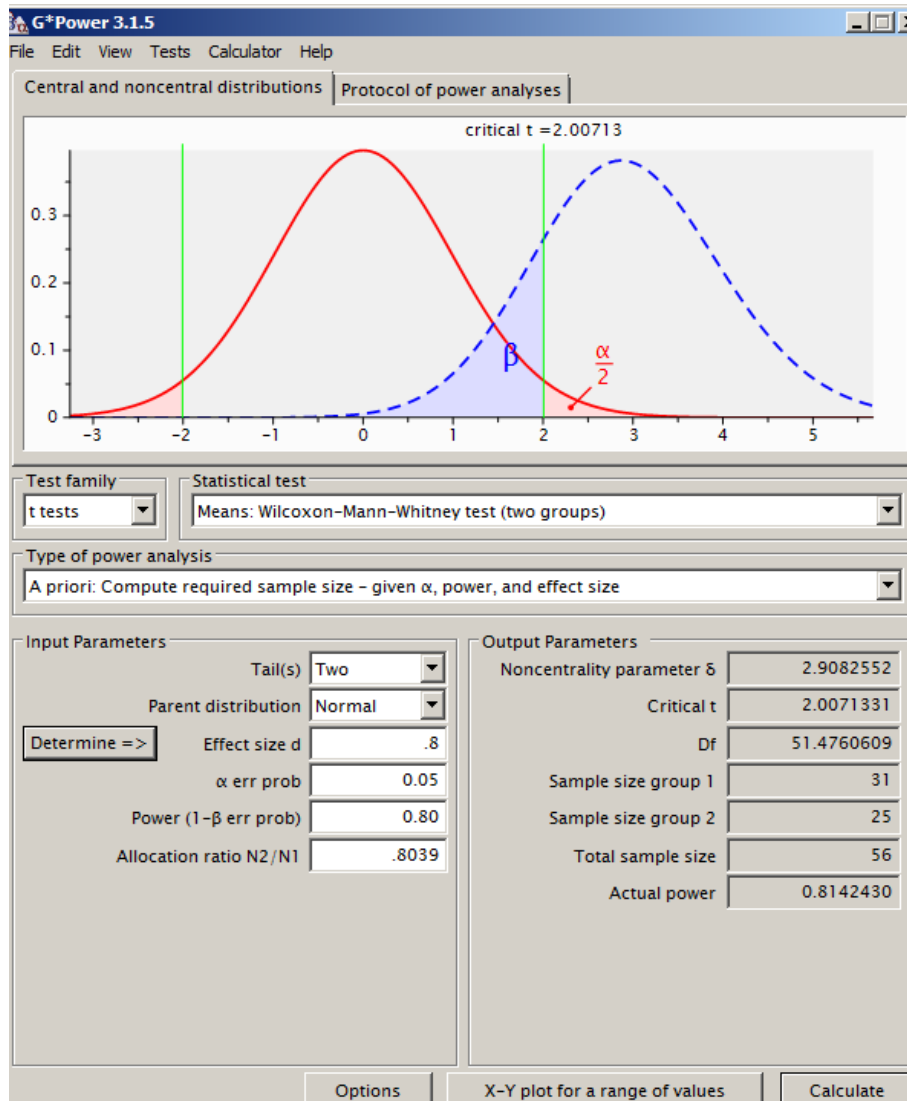 G*Power 3.1.5
File Edit View Tests Calculator Help
Central and noncentral distributions Protocol of power analyses
critical t =2.00713
0.3
0.2
0.1
0
β
α
2
-3 -2 -1 0 1 2 3 4 5
Test family
t tests
Statistical test
Means: Wilcoxon-Mann-Whitney test (two groups)
Type of power analysis
A priori: Compute required sample size - given α, power, and effect size
Input Parameters
Tail(s) Two
Parent distribution Normal
Determine => Effect size d .8
α err prob 0.05
Power (1-β err prob) 0.80
Allocation ratio N2/N1 .8039
Output Parameters
Noncentrality parameter δ 2.9082552
Critical t 2.0071331
Df 51.4760609
Sample size group 1 31
Sample size group 2 25
Total sample size 56
Actual power 0.8142430
Options X-Y plot for a range of values Calculate